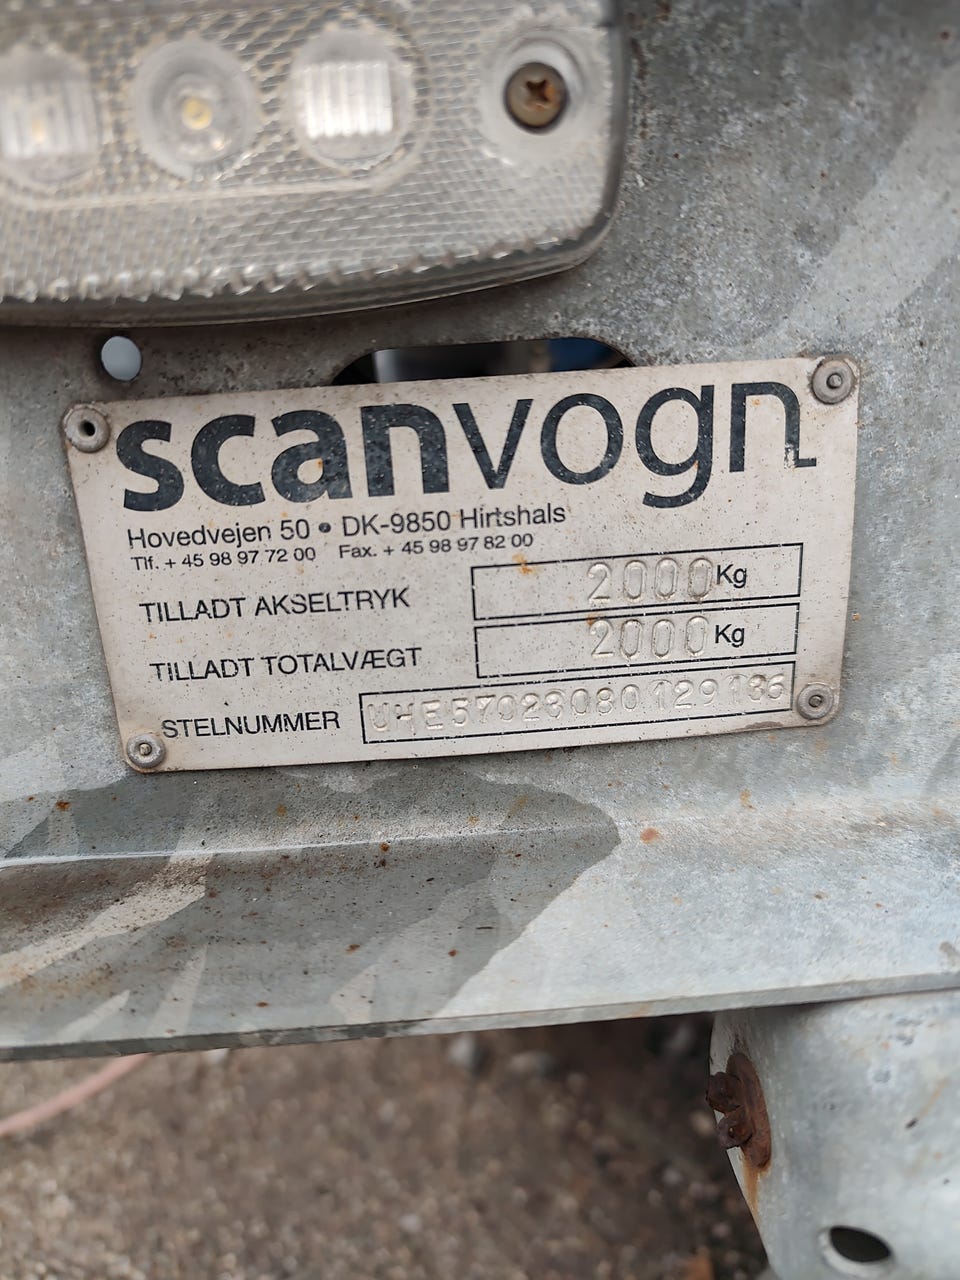 scanvogn
Hovedvejen 50 • DK-9850 Hirtshals
Tlf. + 45 98 97 72 00 Fax. + 45 98 97 82 00
TILLADT AKSELTRYK 2000 Kg
TILLADT TOTALVÆGT 2000 Kg
STELNUMMER UHE57023080129136